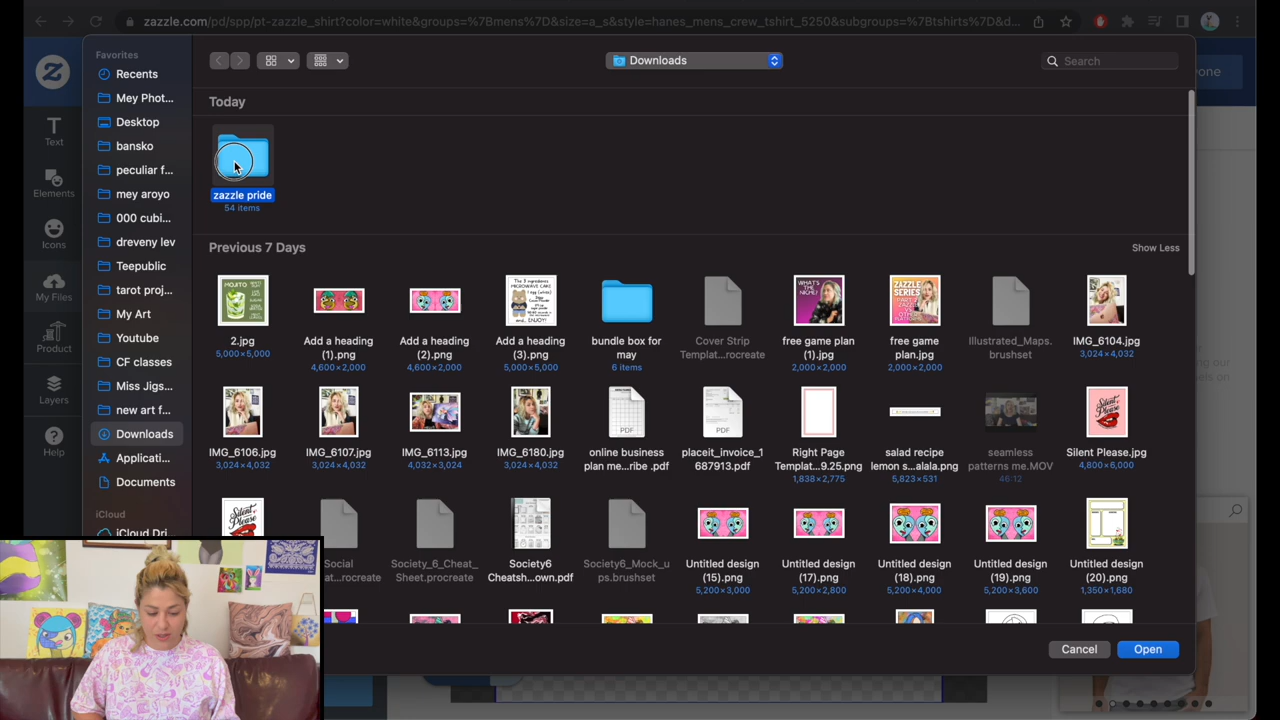 zazzle.com/pd/spp/pt-zazzle_shirt?color=white&groups=%7Bmens%7D&size=a_s&style=hanes_mens_crew_tshirt_5250&subgroups=%7Btshirts%7D&d...
Favorites
Recents
Mey Phot...
Desktop
bansko
peculiar f...
mey aroyo
000 cubi...
dreveny lev
Teepublic
tarot proj...
My Art
Youtube
CF classes
Miss Jigs...
new art f...
Downloads
Applicati...
Documents
iCloud
iCloud Dri
Text
Elements
Icons
My Files
Product
Layers
Help
Downloads
Search
one
Today
zazzle pride
54 items
Previous 7 Days
Show Less
2.jpg
5,000×5,000
Add a heading (1).png
4,600×2,000
Add a heading (2).png
4,600×2,000
Add a heading (3).png
5,000×5,000
bundle box for may
6 items
Cover Strip Templat...rocreate
free game plan (1).jpg
2,000×2,000
free game plan.jpg
2,000×2,000
Illustrated_Maps.brushset
IMG_6104.jpg
3,024×4,032
IMG_6106.jpg
3,024×4,032
IMG_6107.jpg
3,024×4,032
IMG_6113.jpg
4,032×3,024
IMG_6180.jpg
3,024×4,032
PDF
online business plan me...ribe .pdf
PDF
placeit_invoice_1687913.pdf
Right Page Templat...9.25.png
1,838×2,775
salad recipe lemon s...alala.png
5,823×531
seamless patterns me.MOV
46:12
Silent Please.jpg
4,800×6,000
Social
at...rocreate
Society_6_Cheat_Sheet.procreate
Society6 Cheatsh...own.pdf
Society6_Mock_ups.brushset
Untitled design (15).png
5,200×3,000
Untitled design (17).png
5,200×2,800
Untitled design (18).png
5,200×4,000
Untitled design (19).png
5,200×3,600
Untitled design (20).png
1,350×1,680
Cancel
Open